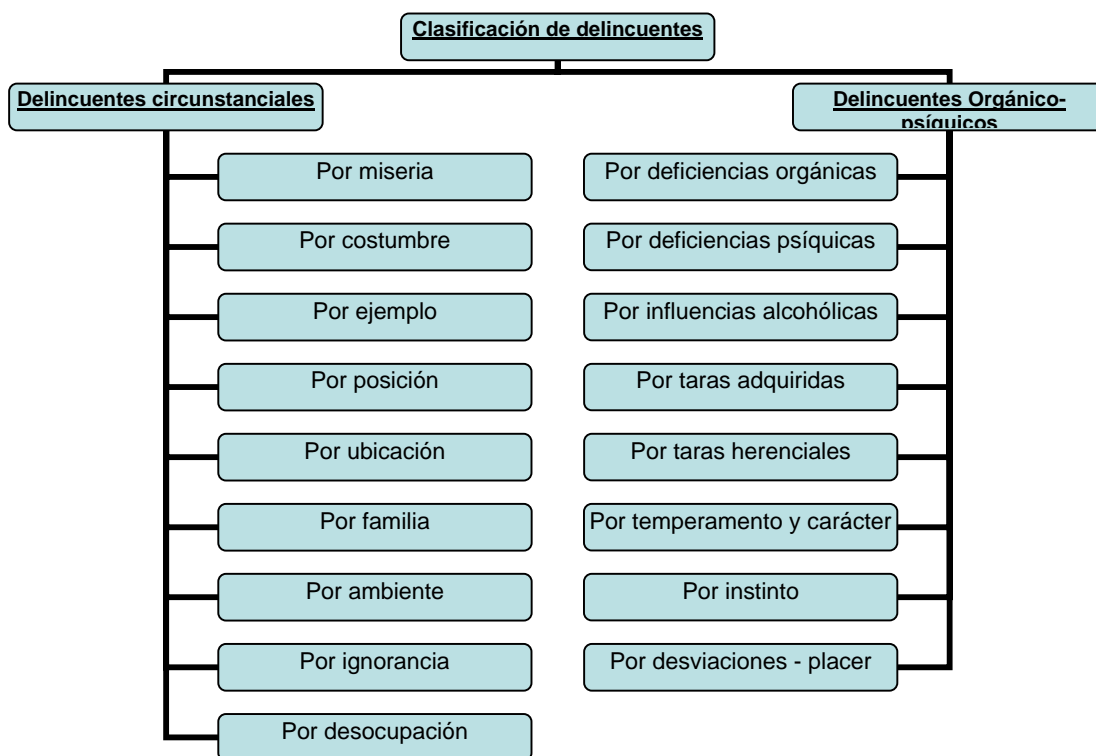 Clasificación de delincuentes
Delincuentes circunstanciales
Por miseria
Por costumbre
Por ejemplo
Por posición
Por ubicación
Por familia
Por ambiente
Por ignorancia
Por desocupación
Delincuentes Orgánico-
psíquicos
Por deficiencias orgánicas
Por deficiencias psíquicas
Por influencias alcohólicas
Por taras adquiridas
Por taras herenciales
Por temperamento y carácter
Por instinto
Por desviaciones - placer